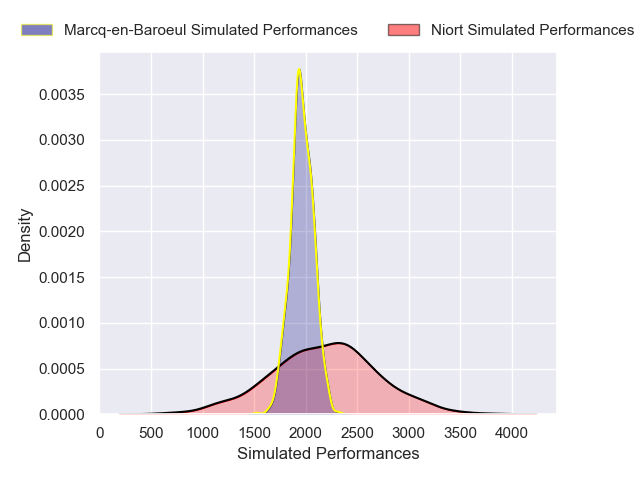 Marcq-en-Baroeul Simulated Performances Niort Simulated Performances
0.0035
0.0030
0.0025
0.0020
0.0015
0.0010
0.0005
0.0000
Density
0 500 1000 1500 2000 2500 3000 3500 4000
Simulated Performances